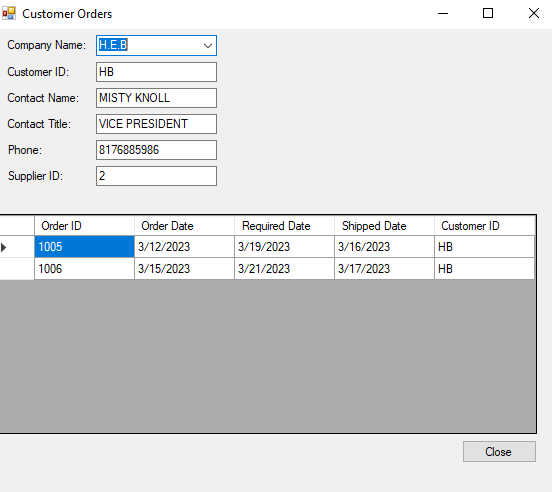 Customer Orders
Company Name: H.E.B
Customer ID: HB
Contact Name: MISTY KNOLL
Contact Title: VICE PRESIDENT
Phone: 8176885986
Supplier ID: 2
Order ID Order Date Required Date Shipped Date Customer ID
1005 3/12/2023 3/19/2023 3/16/2023 HB
1006 3/15/2023 3/21/2023 3/17/2023 HB
Close